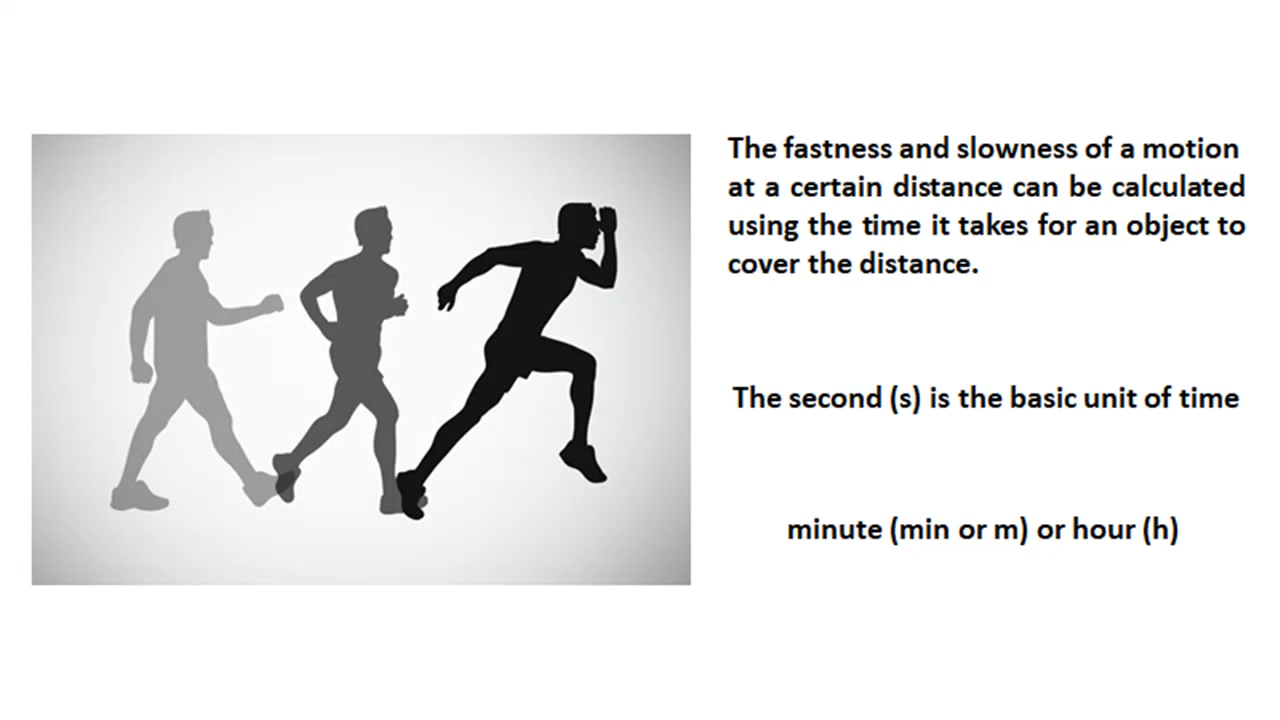 The fastness and slowness of a motion
at a certain distance can be calculated
using the time it takes for an object to
cover the distance.
The second (s) is the basic unit of time
minute (min or m) or hour (h)